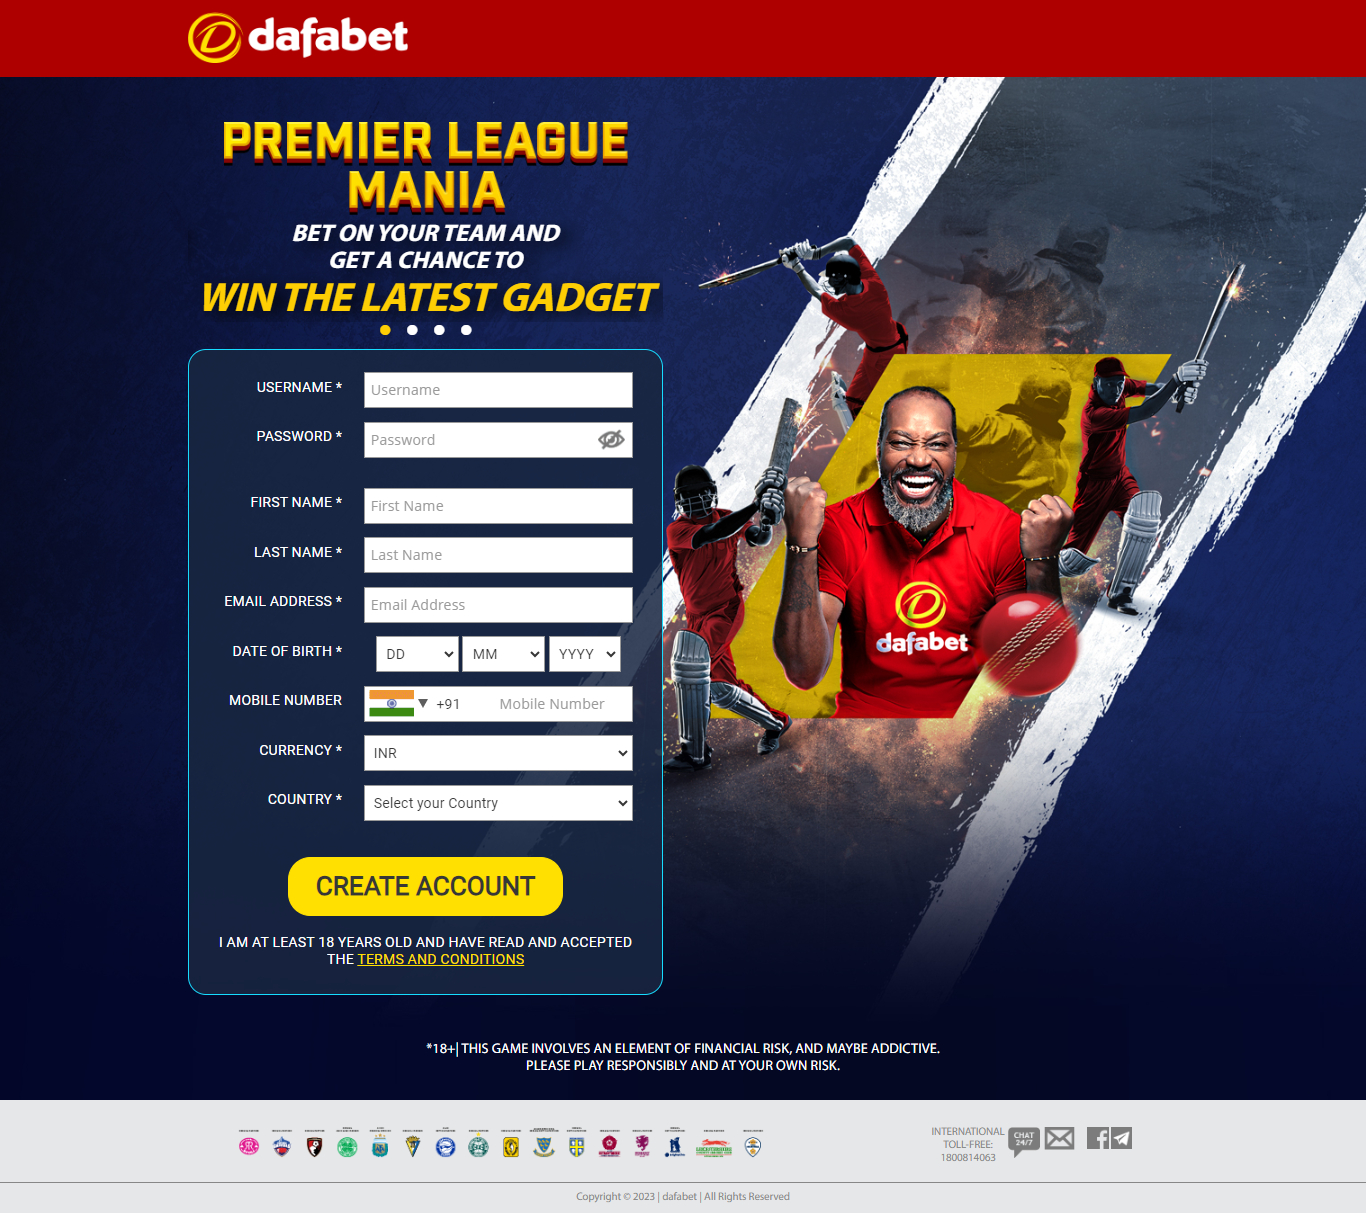 dafabet
PREMIER LEAGUE
MANIA
BET ON YOUR TEAM AND
GET A CHANCE TO
WIN THE LATEST GADGET
USERNAME *
Username
PASSWORD *
Password
FIRST NAME *
First Name
LAST NAME *
Last Name
EMAIL ADDRESS *
Email Address
DATE OF BIRTH *
DD MM YYYY
MOBILE NUMBER
+91 Mobile Number
CURRENCY *
INR
COUNTRY *
Select your Country
CREATE ACCOUNT
I AM AT LEAST 18 YEARS OLD AND HAVE READ AND ACCEPTED
THE TERMS AND CONDITIONS
dafabet
*18+| THIS GAME INVOLVES AN ELEMENT OF FINANCIAL RISK, AND MAYBE ADDICTIVE.
PLEASE PLAY RESPONSIBLY AND AT YOUR OWN RISK.
INTERNATIONAL
TOLL-FREE:
1800814063
CHAT
24/7
Copyright © 2023 | dafabet | All Rights Reserved